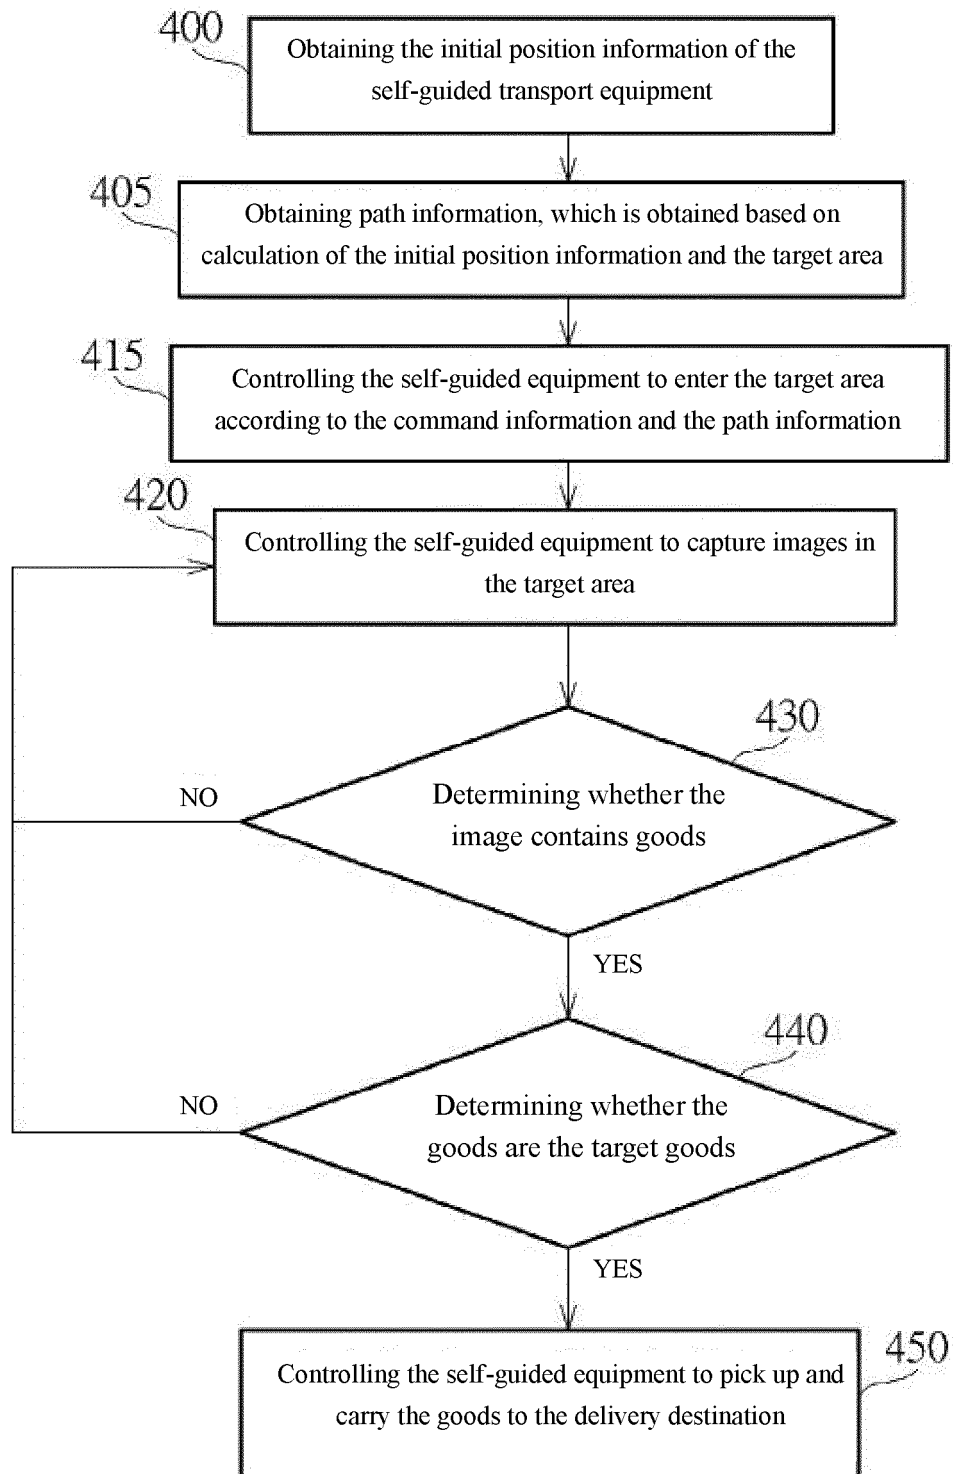 400
Obtaining the initial position information of the
self-guided transport equipment
405
Obtaining path information, which is obtained based on
calculation of the initial position information and the target area
415
Controlling the self-guided equipment to enter the target area
according to the command information and the path information
420
Controlling the self-guided equipment to capture images in
the target area
430
Determining whether the
image contains goods
NO
YES
440
Determining whether the
goods are the target goods
NO
YES
450
Controlling the self-guided equipment to pick up and
carry the goods to the delivery destination